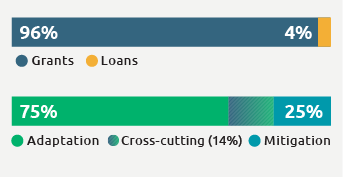 96% 4%
Grants Loans
75% 25%
Adaptation Cross-cutting (14%) Mitigation